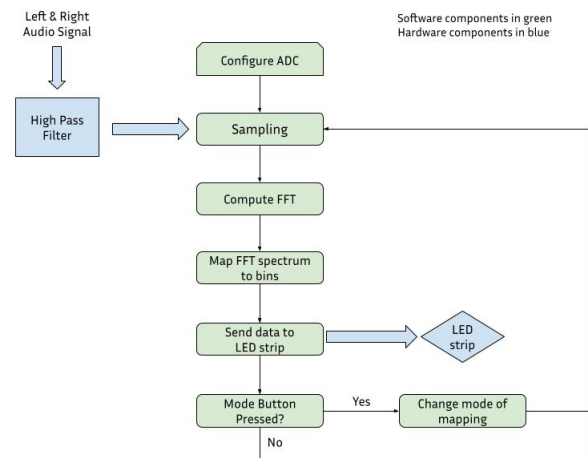 Left & Right
Audio Signal
Software components in green
Hardware components in blue
Configure ADC
High Pass
Filter
Sampling
Compute FFT
Map FFT spectrum
to bins
Send data to
LED strip
LED
strip
Mode Button
Pressed?
Yes
Change mode of
mapping
No